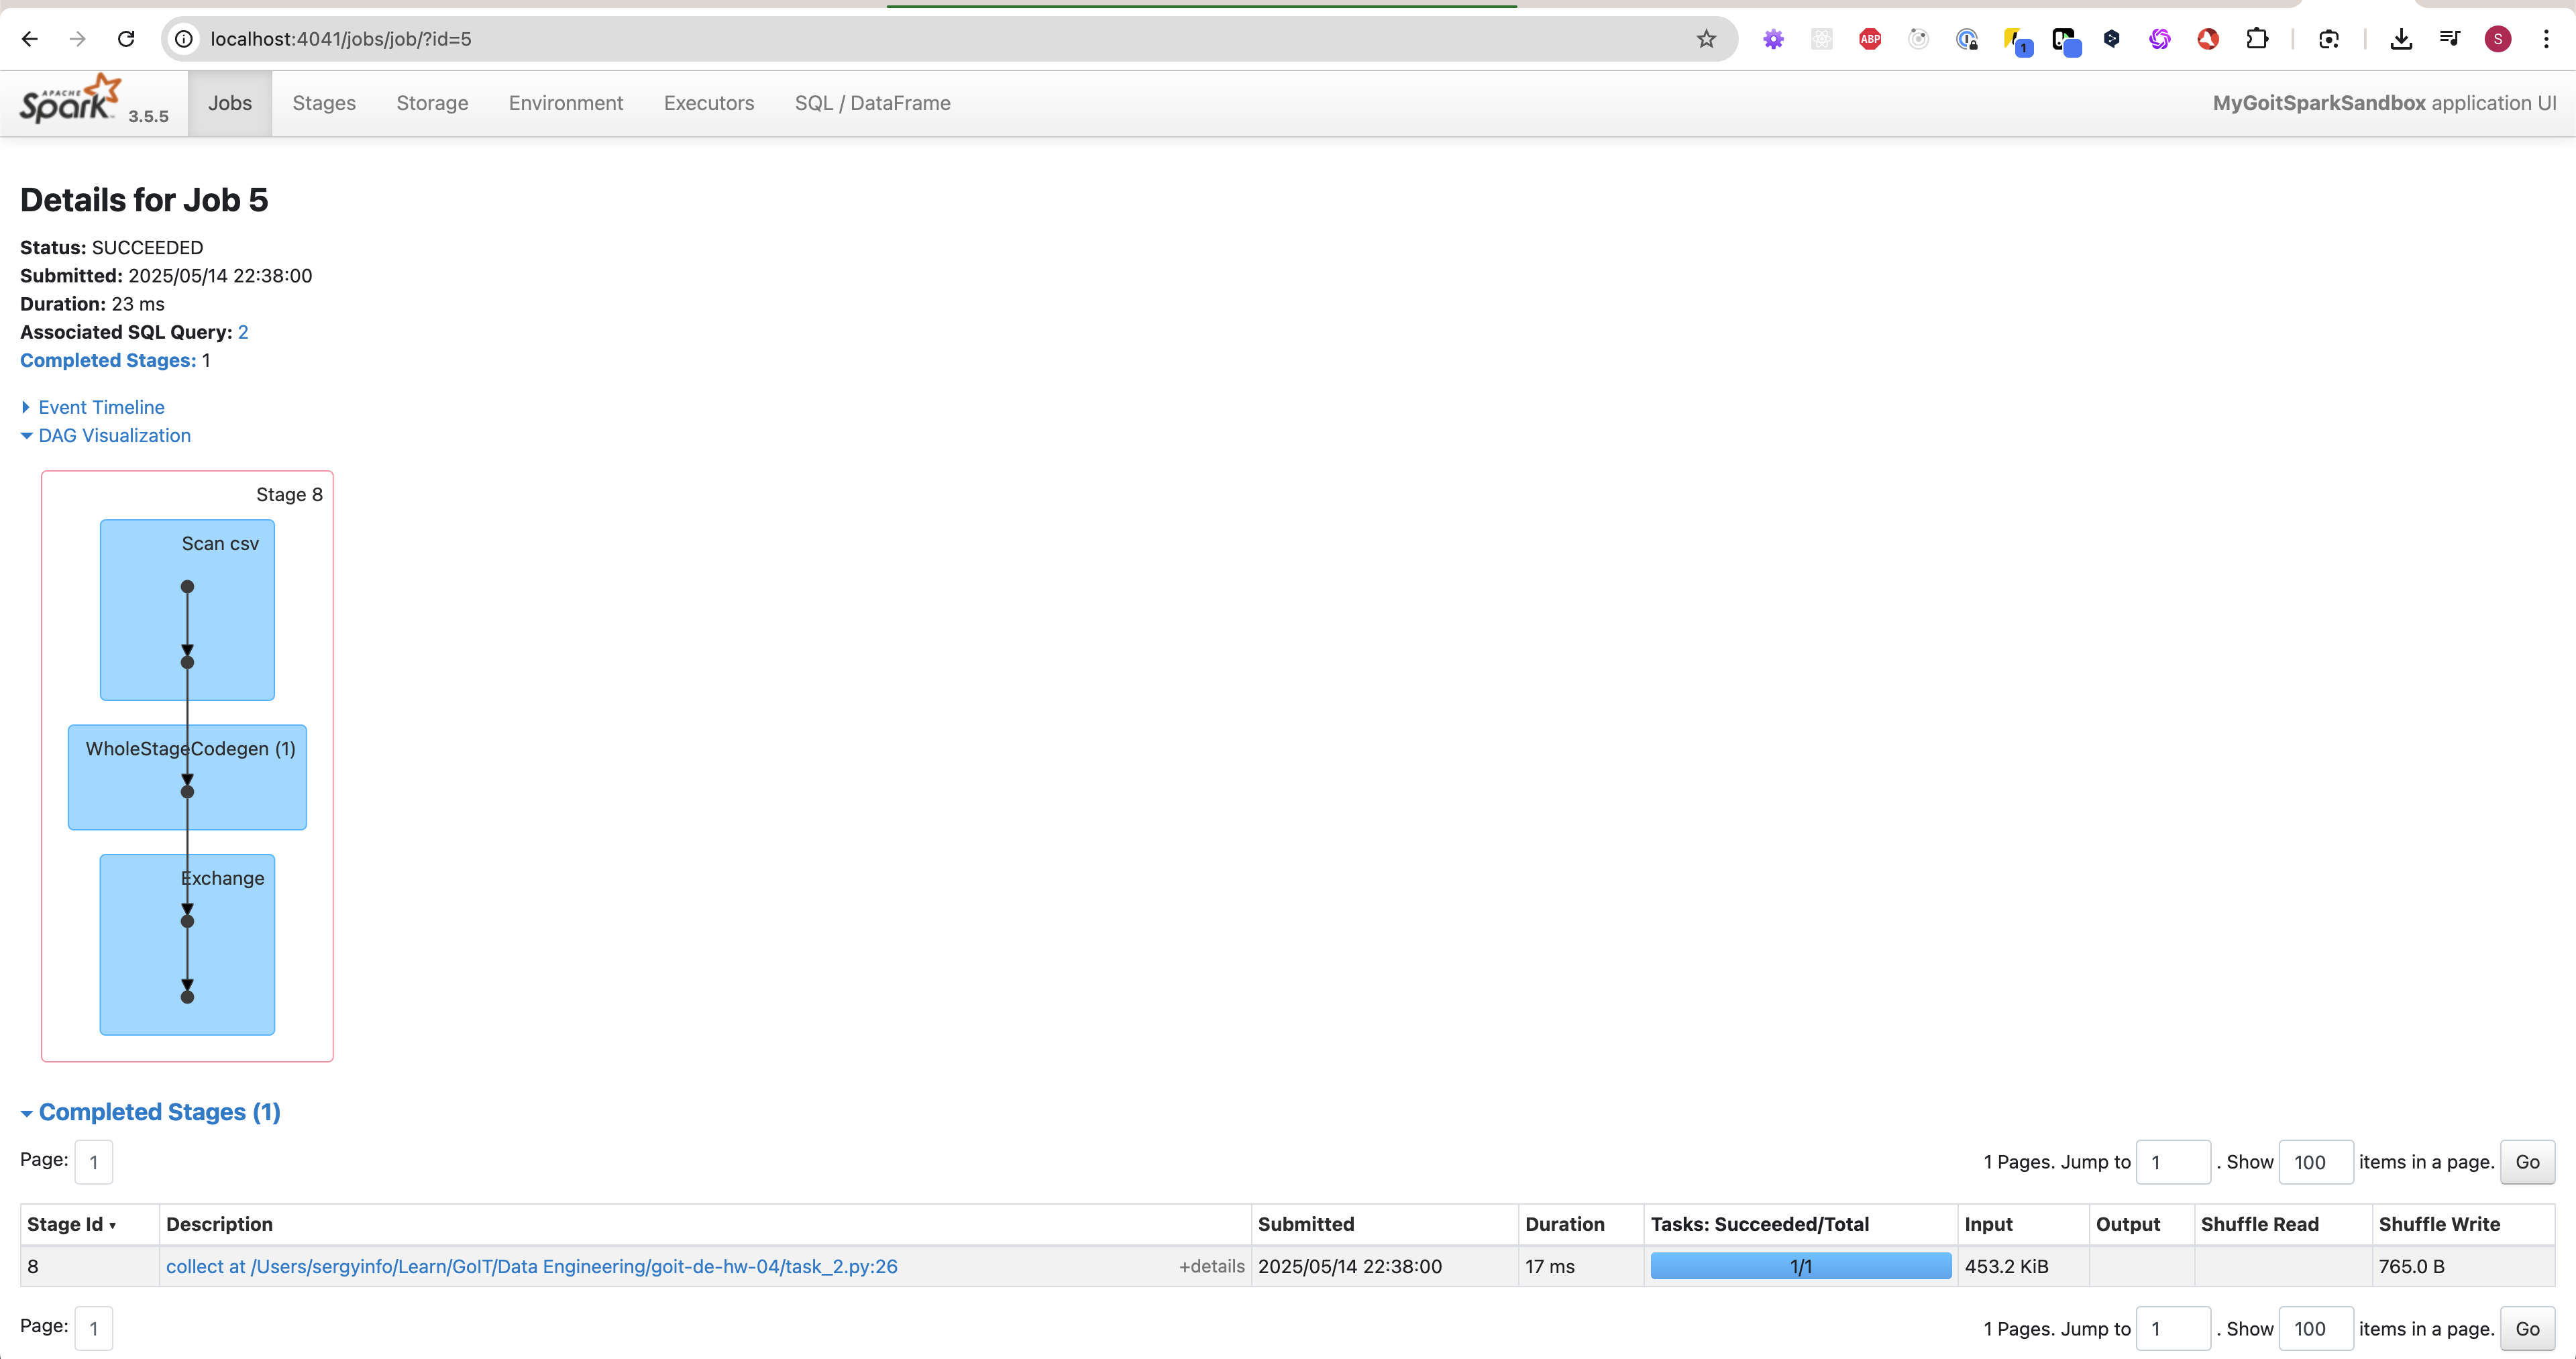 localhost:4041/jobs/job/?id=5
ABP
1
S
APACHE
Spark 3.5.5
Jobs Stages Storage Environment Executors SQL / DataFrame MyGoitSparkSandbox application UI
Details for Job 5
Status: SUCCEEDED
Submitted: 2025/05/14 22:38:00
Duration: 23 ms
Associated SQL Query: 2
Completed Stages: 1
Event Timeline
DAG Visualization
Stage 8
Scan csv
WholeStageCodegen (1)
Exchange
Completed Stages (1)
Page: 1 1 Pages. Jump to 1 . Show 100 items in a page. Go
Stage Id ▾ Description Submitted Duration Tasks: Succeeded/Total Input Output Shuffle Read Shuffle Write
8 collect at /Users/sergyinfo/Learn/GoIT/Data Engineering/goit-de-hw-04/task_2.py:26 +details 2025/05/14 22:38:00 17 ms 1/1 453.2 KiB 765.0 B
Page: 1 1 Pages. Jump to 1 . Show 100 items in a page. Go